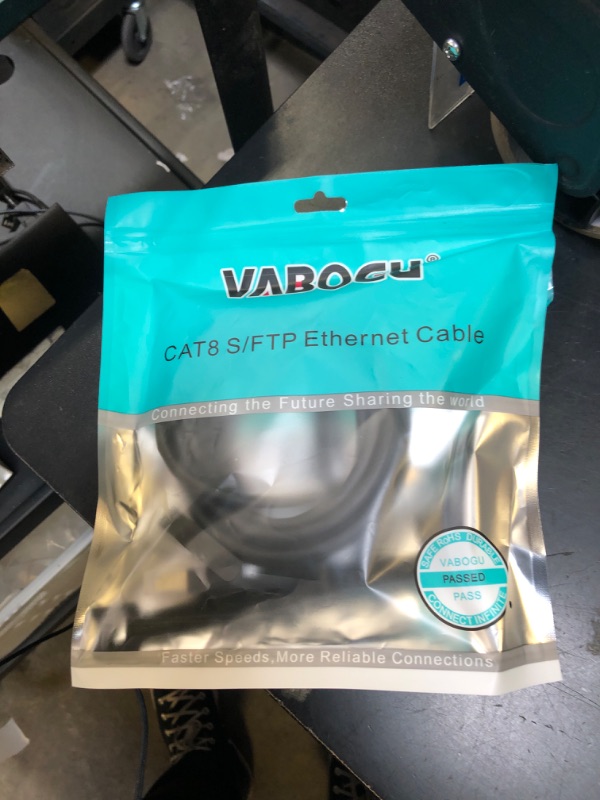 VABOGU®
CAT8 S/FTP Ethernet Cable
Connecting the Future Sharing the world
SAFE RoHS DURABLE
VABOGU
PASSED
PASS
CONNECT INFINITE
Faster Speeds,More Reliable Connections